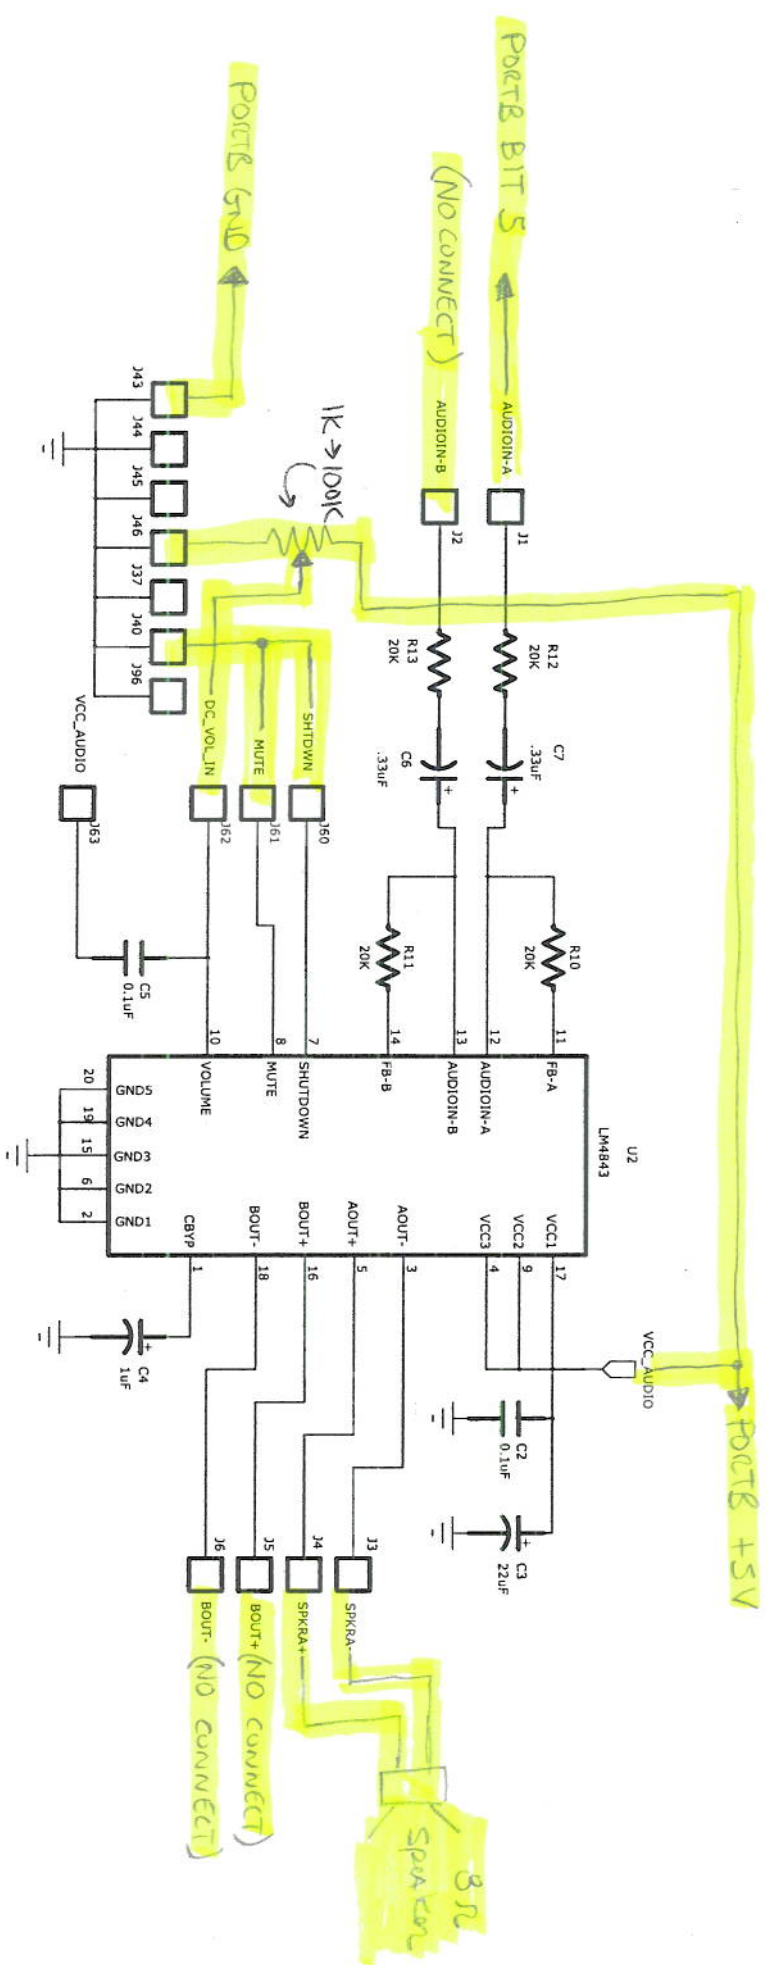 PORTB BIT 5
(NO CONNECT)
PORTB GND
AUDIOIN-A
J1
AUDIOIN-B
J2
R12
20K
R13
20K
C7
.33uF
C6
.33uF
R10
20K
R11
20K
1K → 100K
J43
J44
J45
J46
J37
J40
J96
SHTDWN
J60
MUTE
J61
DC_VOL_IN
J62
VCC_AUDIO
J63
C5
0.1uF
U2
LM4843
11
FB-A
12
AUDIOIN-A
13
AUDIOIN-B
14
FB-B
7
SHUTDOWN
8
MUTE
10
VOLUME
20
GND5
19
GND4
15
GND3
6
GND2
2
GND1
VCC1
17
VCC2
9
VCC3
4
AOUT-
3
AOUT+
5
BOUT+
16
BOUT-
18
CBYP
1
C4
1uF
+
VCC_AUDIO
PORTB +5V
C2
0.1uF
C3
22uF
J3
SPKRA-
J4
SPKRA+
J5
BOUT+ (NO CONNECT)
J6
BOUT- (NO CONNECT)
8Ω
Speaker